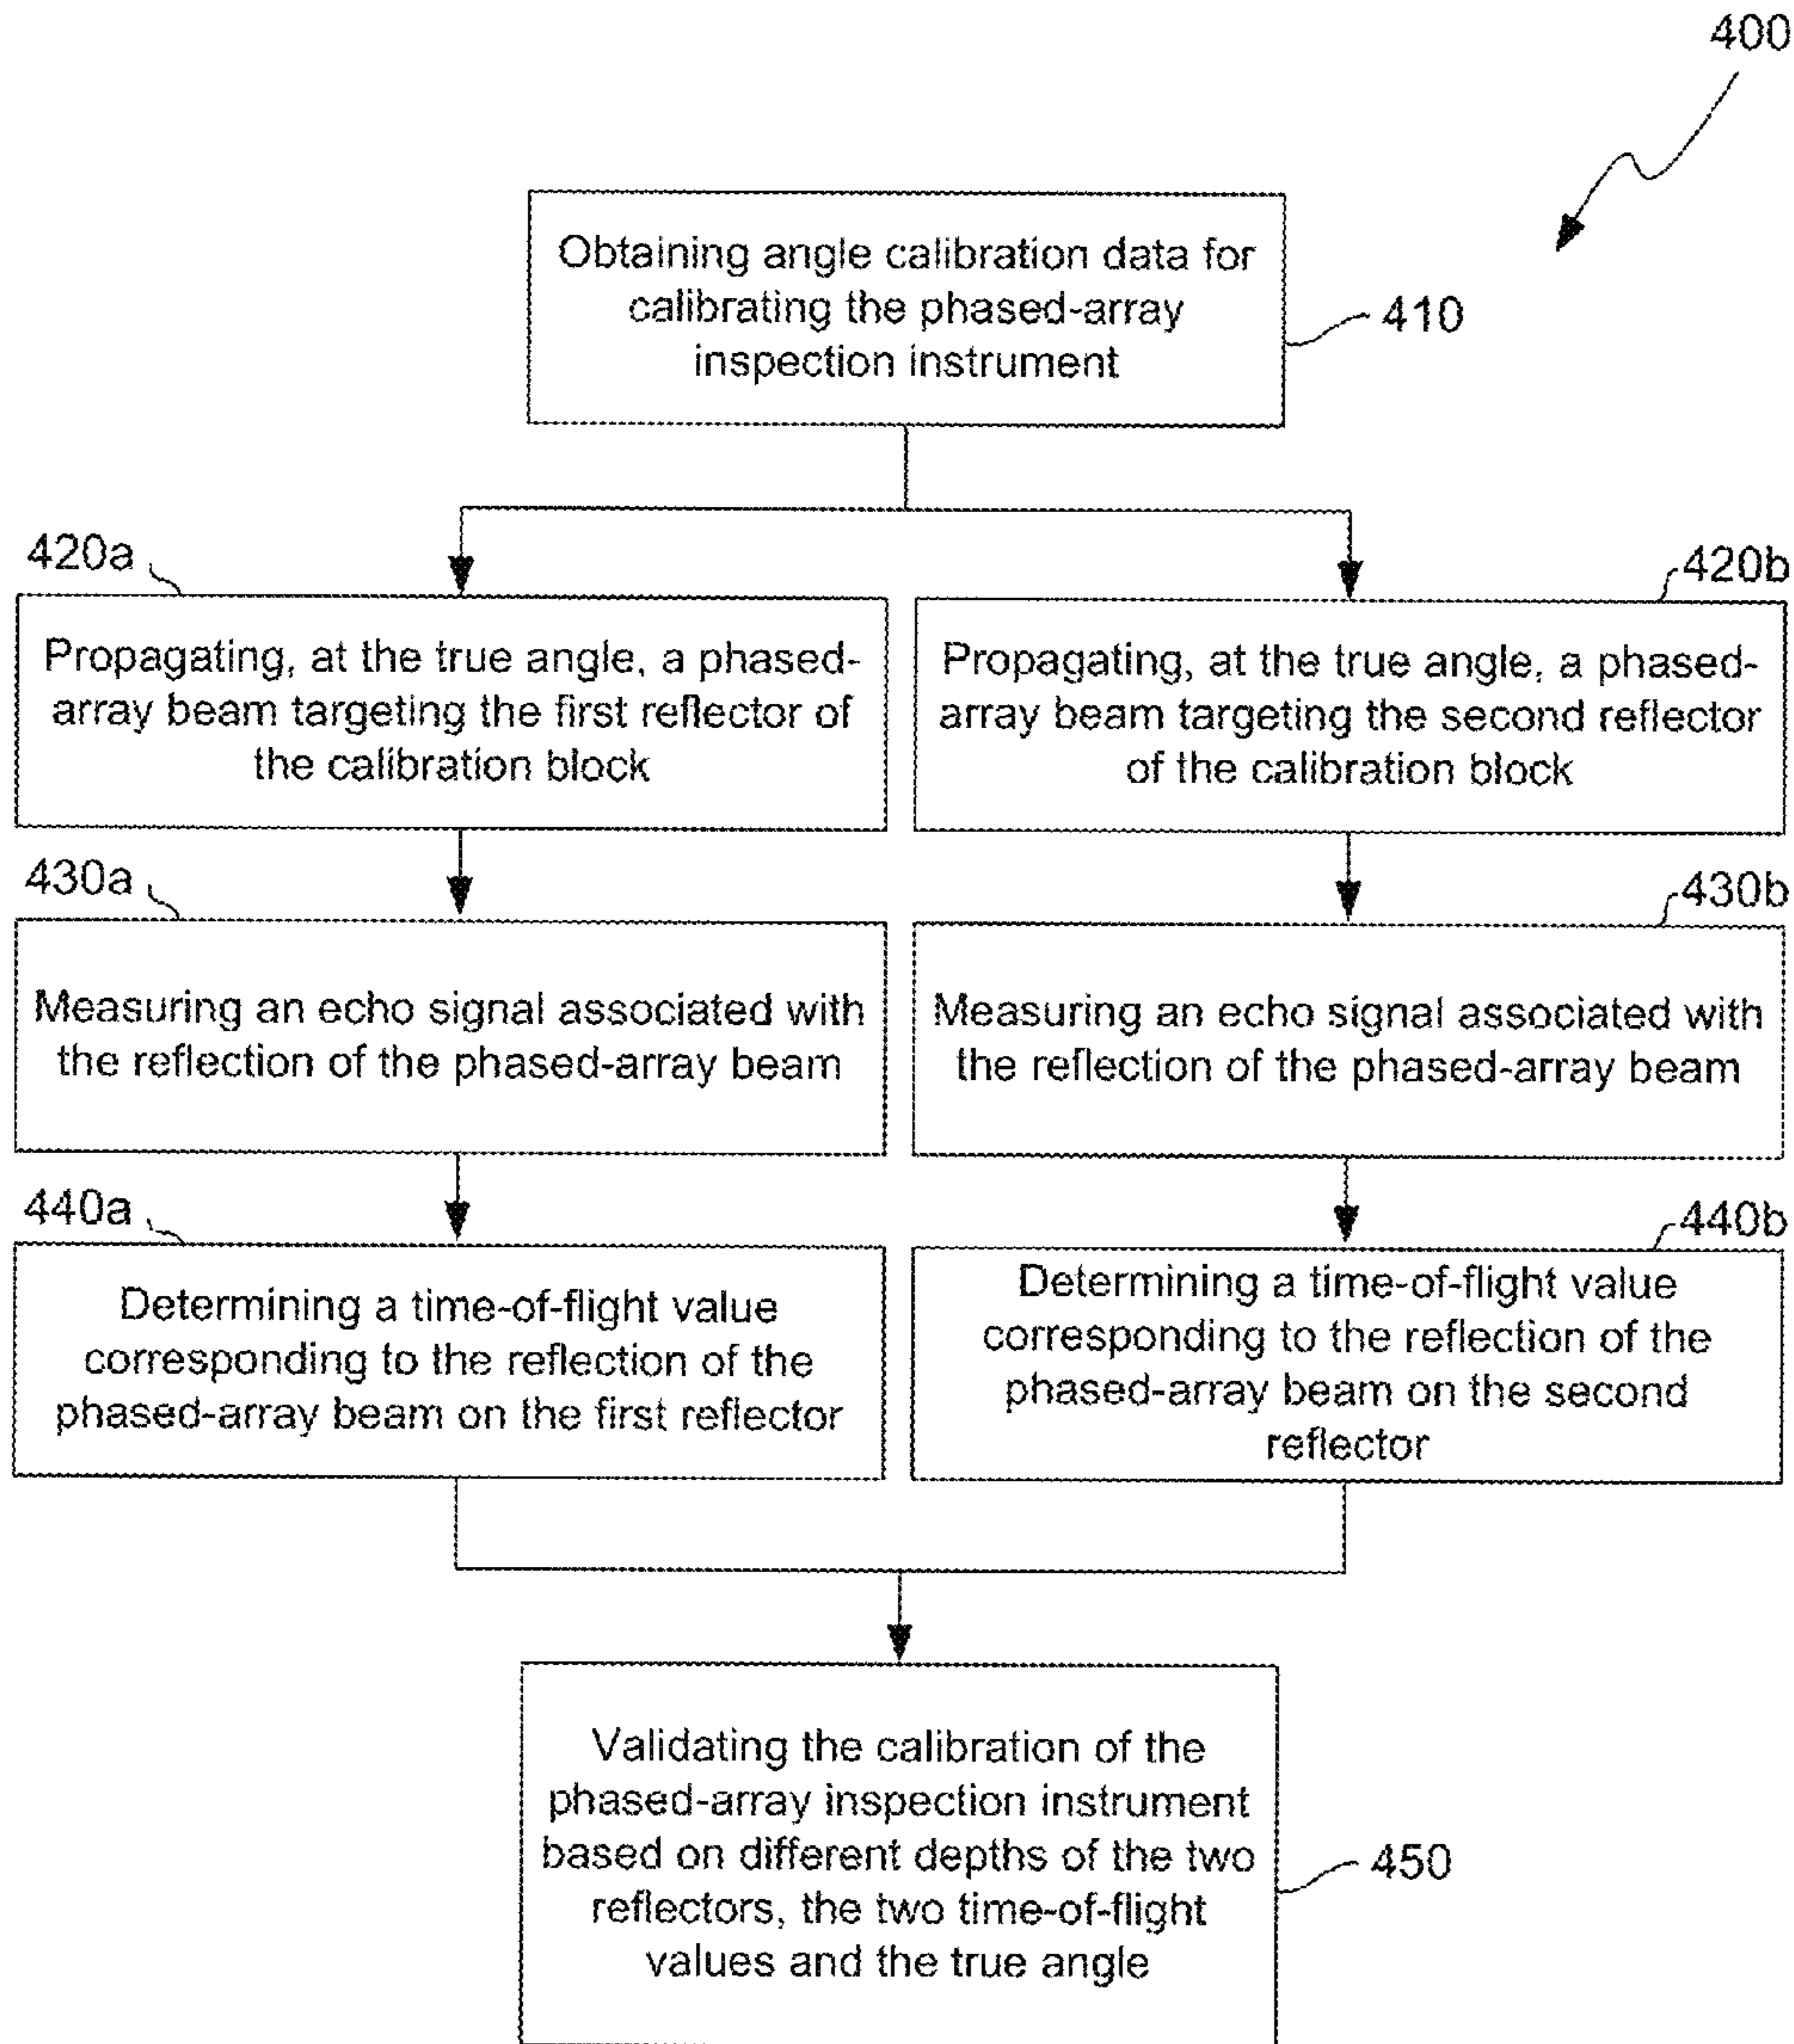 400
Obtaining angle calibration data for
calibrating the phased-array
inspection instrument
410
420a
Propagating, at the true angle, a phased-
array beam targeting the first reflector of
the calibration block
420b
Propagating, at the true angle, a phased-
array beam targeting the second reflector
of the calibration block
430a
Measuring an echo signal associated with
the reflection of the phased-array beam
430b
Measuring an echo signal associated with
the reflection of the phased-array beam
440a
Determining a time-of-flight value
corresponding to the reflection of the
phased-array beam on the first reflector
440b
Determining a time-of-flight value
corresponding to the reflection of the
phased-array beam on the second
reflector
Validating the calibration of the
phased-array inspection instrument
based on different depths of the two
reflectors, the two time-of-flight
values and the true angle
450